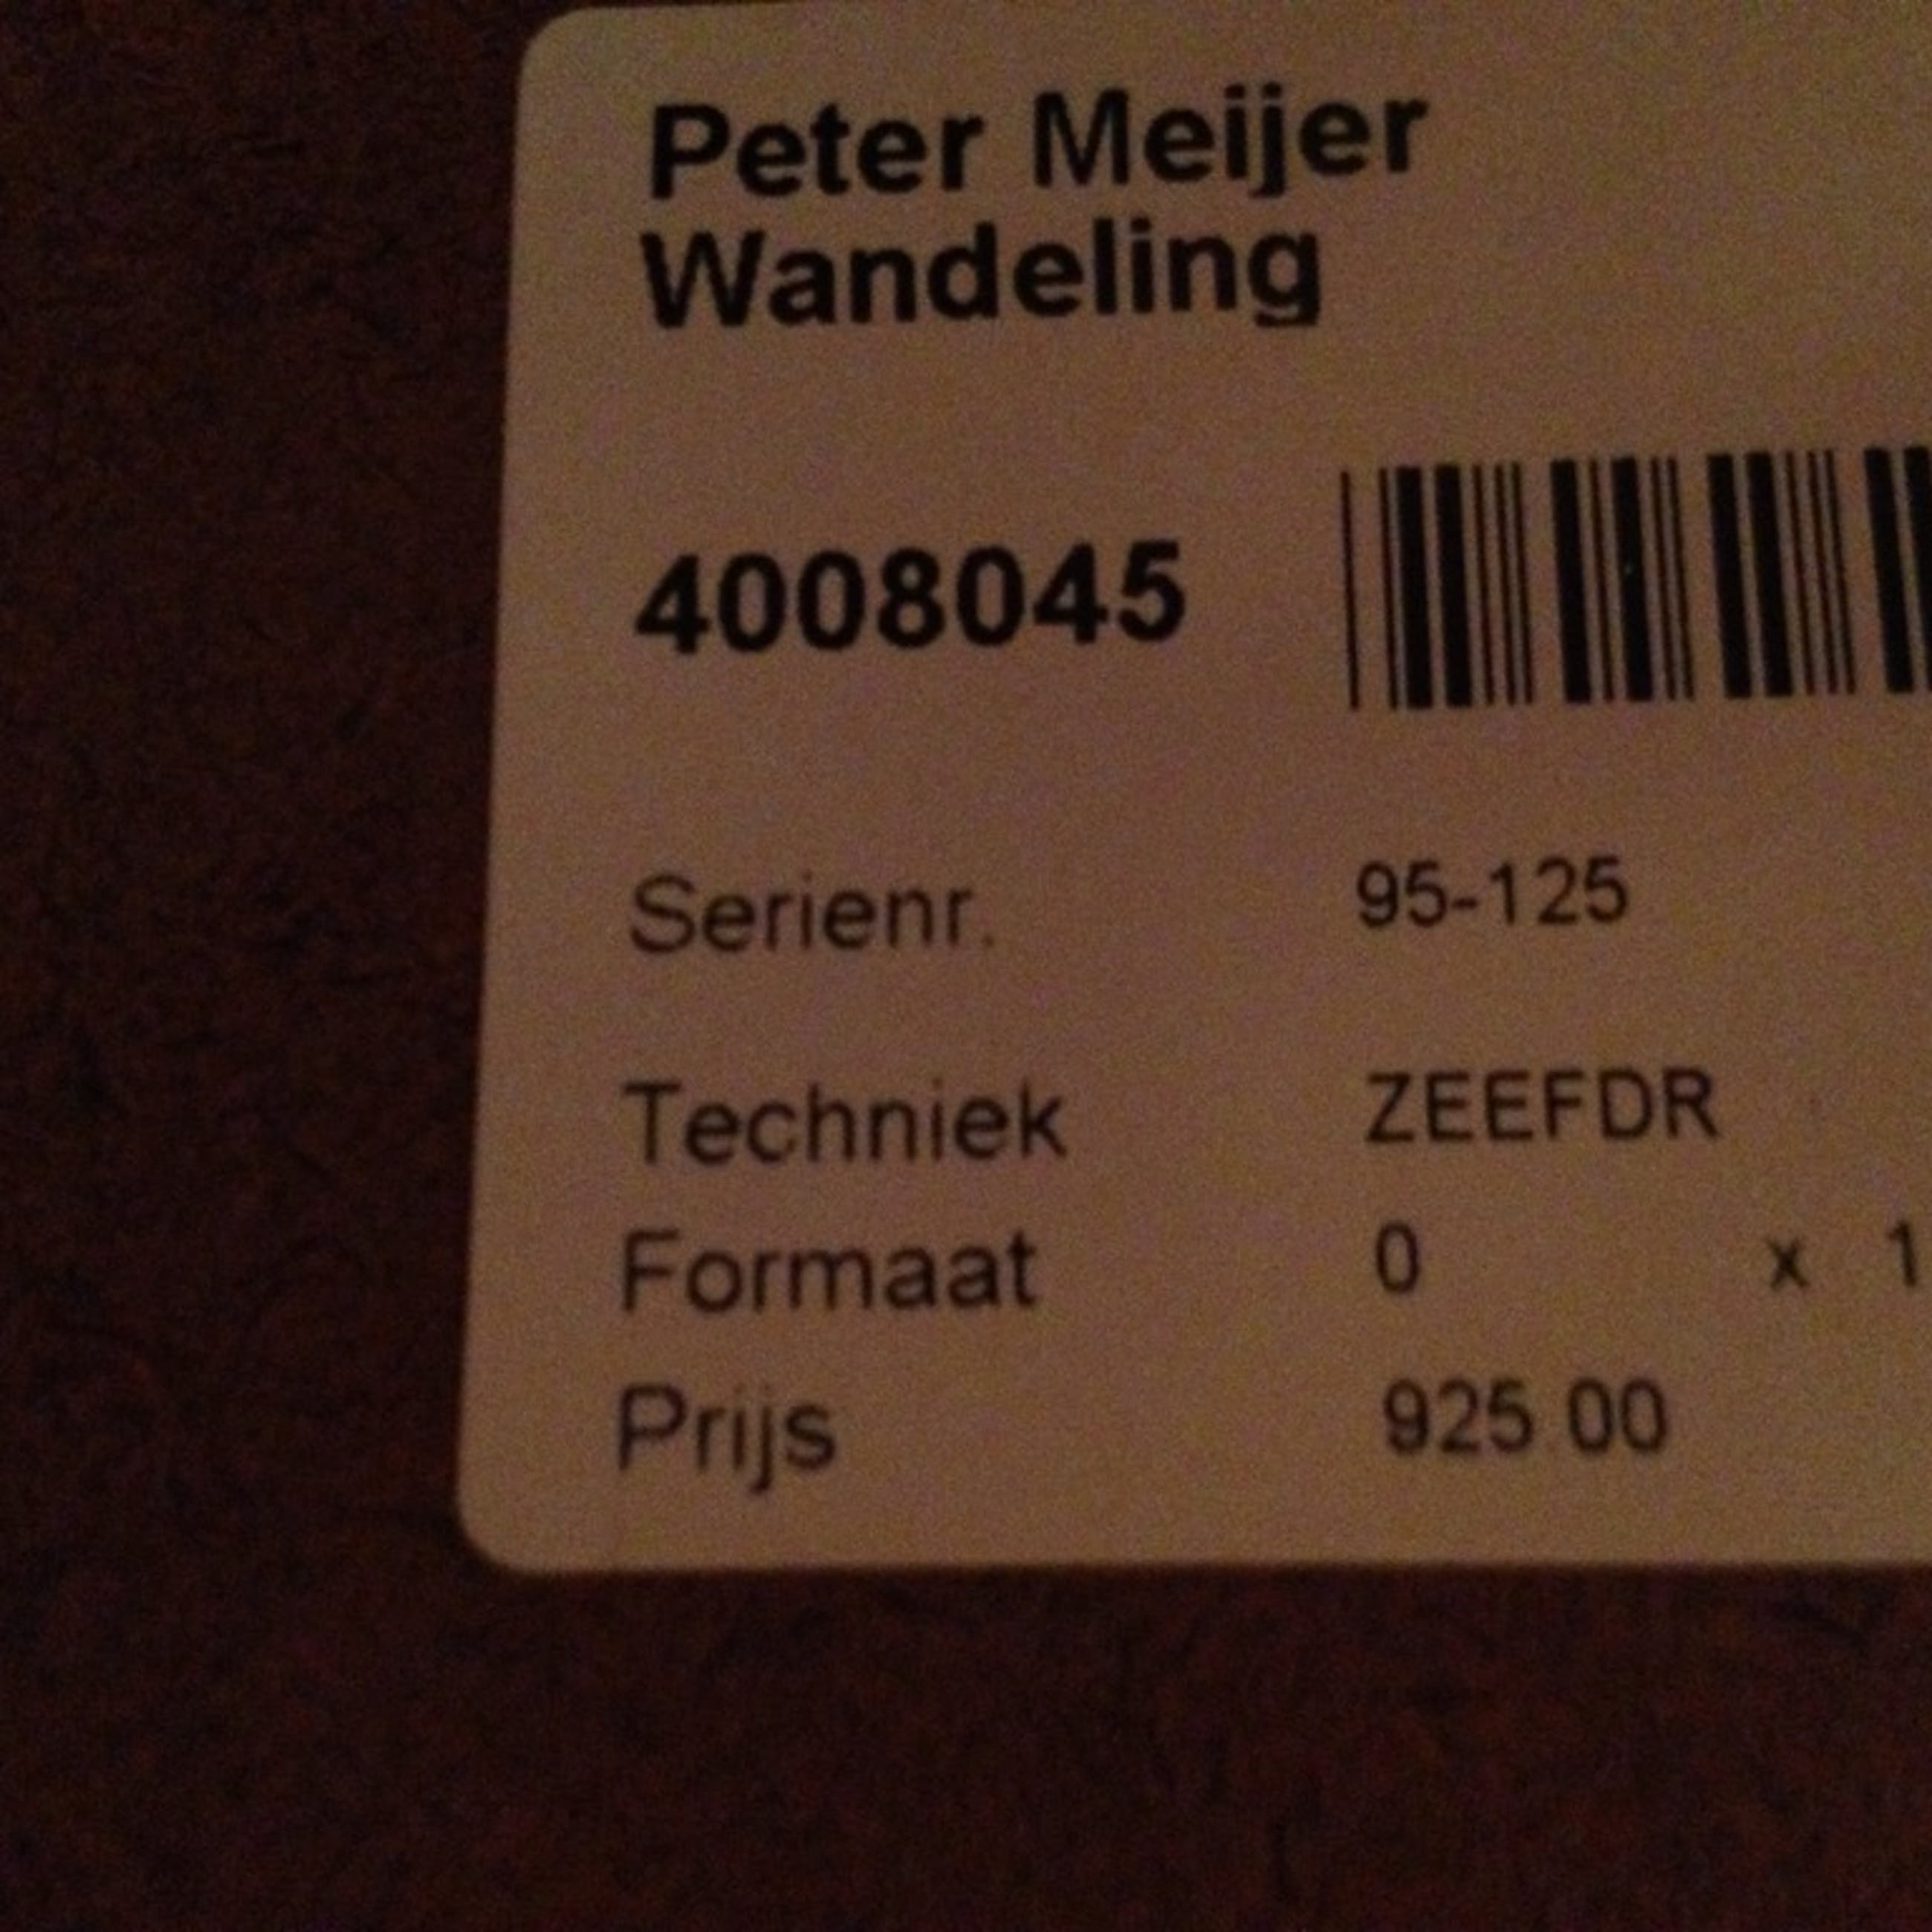 Peter Meijer
Wandeling
4008045
Serienr. 95-125
Techniek ZEEFDR
Formaat 0 x 1
Prijs 925 00